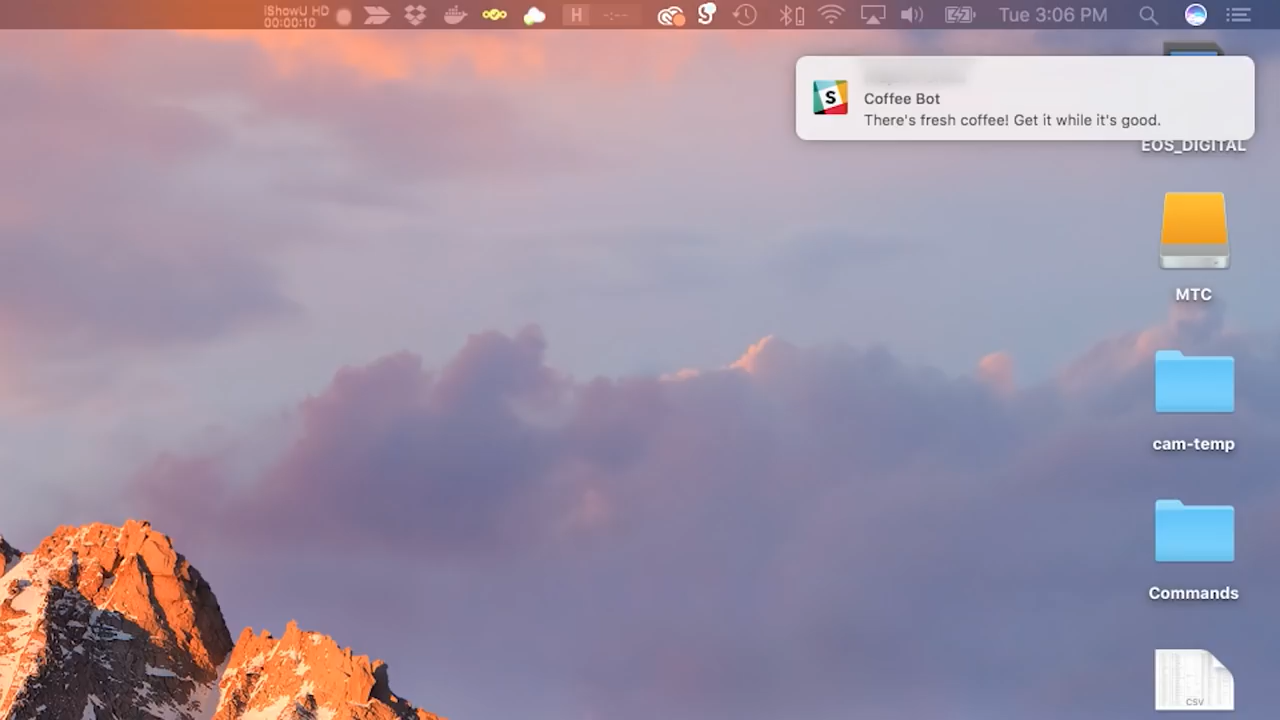 iShowU HD
00:00:10
H
-:--
Tue 3:06 PM
S
Coffee Bot
There's fresh coffee! Get it while it's good.
EOS_DIGITAL
MTC
cam-temp
Commands
CSV